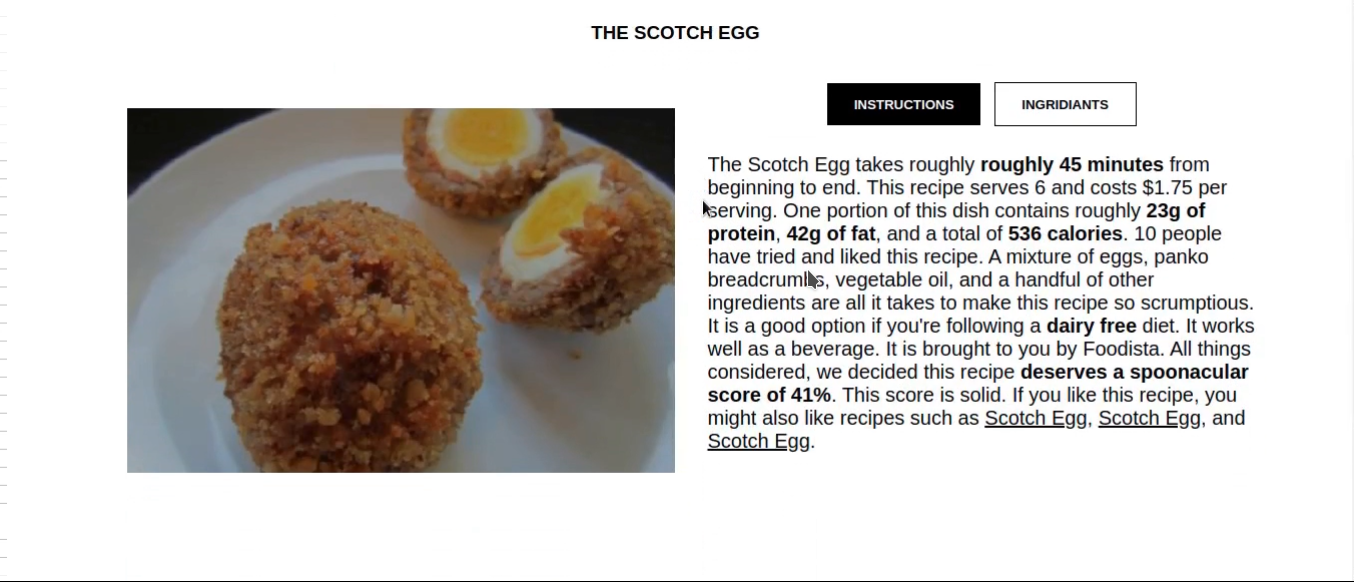 THE SCOTCH EGG
INSTRUCTIONS
INGRIDIANTS
The Scotch Egg takes roughly roughly 45 minutes from
beginning to end. This recipe serves 6 and costs $1.75 per
serving. One portion of this dish contains roughly 23g of
protein, 42g of fat, and a total of 536 calories. 10 people
have tried and liked this recipe. A mixture of eggs, panko
breadcrumbs, vegetable oil, and a handful of other
ingredients are all it takes to make this recipe so scrumptious.
It is a good option if you're following a dairy free diet. It works
well as a beverage. It is brought to you by Foodista. All things
considered, we decided this recipe deserves a spoonacular
score of 41%. This score is solid. If you like this recipe, you
might also like recipes such as Scotch Egg, Scotch Egg, and
Scotch Egg.